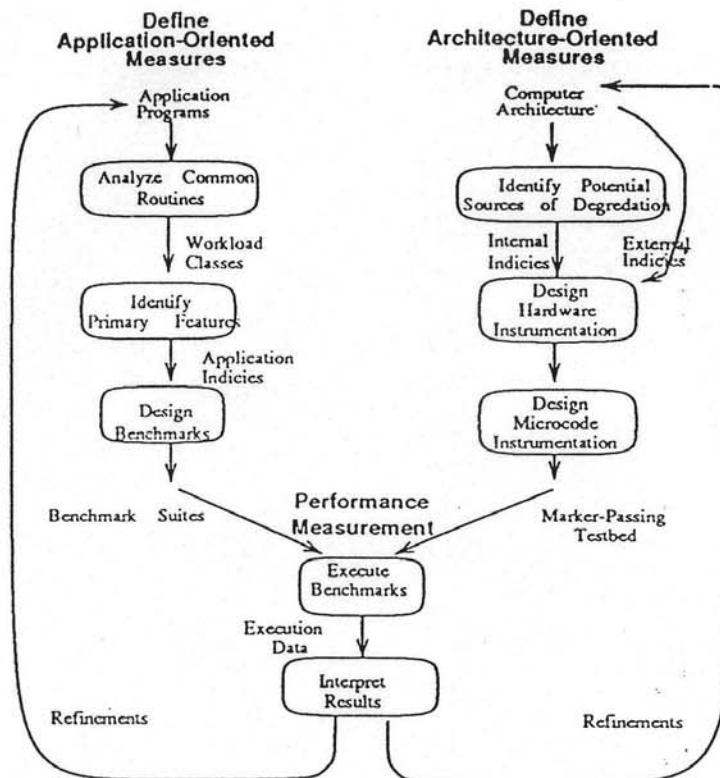 Define
Application-Oriented
Measures
Application
Programs
Analyze Common
Routines
Workload
Classes
Identify
Primary Features
Application
Indicies
Design
Benchmarks
Benchmark Suites
Define
Architecture-Oriented
Measures
Computer
Architecture
Identify Potential
Sources of Degredation
Internal
Indicies
External
Indicies
Design
Hardware
Instrumentation
Design
Microcode
Instrumentation
Marker-Passing
Testbed
Performance
Measurement
Execute
Benchmarks
Execution
Data
Interpret
Results
Refinements
Refinements